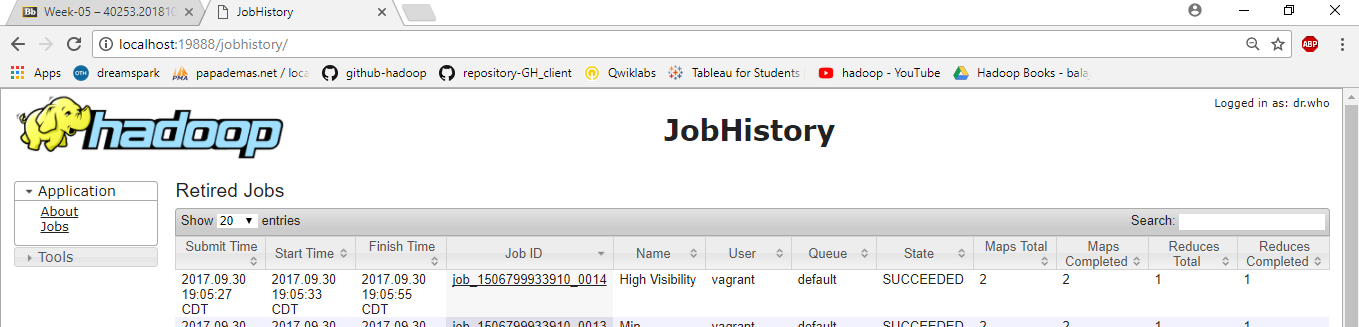 Week-05 – 40253.20181
JobHistory
localhost:19888/jobhistory/
ABP
Apps
OTH
dreamspark
PMA
papademas.net / loca
github-hadoop
repository-GH_client
Qwiklabs
Tableau for Students
hadoop - YouTube
Hadoop Books - bala
hadoop
JobHistory
Logged in as: dr.who
Application
About
Jobs
Tools
Retired Jobs
Show 20 entries
Search:
Submit Time Start Time Finish Time Job ID Name User Queue State Maps Total Maps Completed Reduces Total Reduces Completed
2017.09.30 19:05:27 CDT 2017.09.30 19:05:33 CDT 2017.09.30 19:05:55 CDT job_1506799933910_0014 High Visibility vagrant default SUCCEEDED 2 2 1 1
2017.09.30 2017.09.30 2017.09.30 job_1506799933910_0013 Min vagrant default SUCCEEDED 2 2 1 1